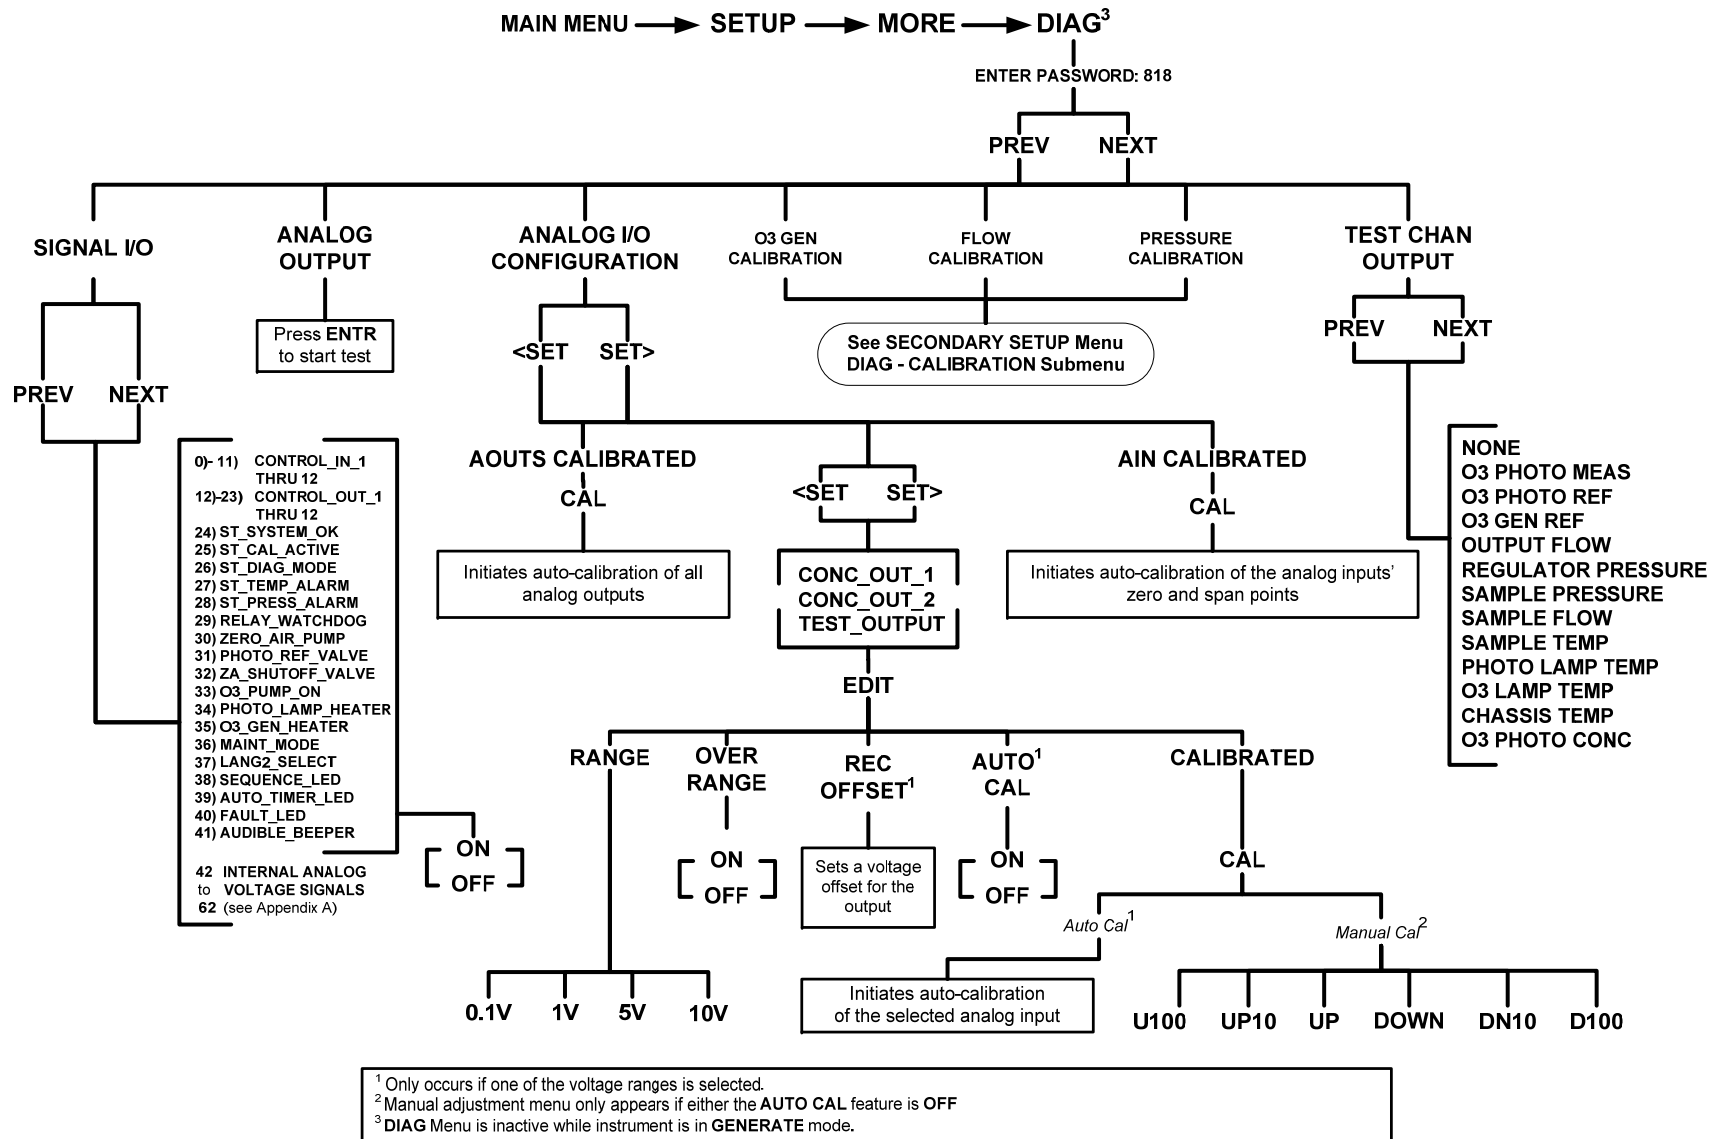 MAIN MENU SETUP MORE DIAG3
ENTER PASSWORD: 818
PREV NEXT
SIGNAL I/O
ANALOG
OUTPUT
ANALOG I/O
CONFIGURATION
O3 GEN
CALIBRATION
FLOW
CALIBRATION
PRESSURE
CALIBRATION
TEST CHAN
OUTPUT
PREV NEXT
Press ENTR
to start test
<SET SET>
See SECONDARY SETUP Menu
DIAG - CALIBRATION Submenu
PREV NEXT
0)- 11) CONTROL_IN_1
THRU 12
12)-23) CONTROL_OUT_1
THRU 12
24) ST_SYSTEM_OK
25) ST_CAL_ACTIVE
26) ST_DIAG_MODE
27) ST_TEMP_ALARM
28) ST_PRESS_ALARM
29) RELAY_WATCHDOG
30) ZERO_AIR_PUMP
31) PHOTO_REF_VALVE
32) ZA_SHUTOFF_VALVE
33) O3_PUMP_ON
34) PHOTO_LAMP_HEATER
35) O3_GEN_HEATER
36) MAINT_MODE
37) LANG2_SELECT
38) SEQUENCE_LED
39) AUTO_TIMER_LED
40) FAULT_LED
41) AUDIBLE_BEEPER
42 INTERNAL ANALOG
to VOLTAGE SIGNALS
62 (see Appendix A)
ON
OFF
AOUTS CALIBRATED
CAL
Initiates auto-calibration of all
analog outputs
<SET SET>
CONC_OUT_1
CONC_OUT_2
TEST_OUTPUT
EDIT
AIN CALIBRATED
CAL
Initiates auto-calibration of the analog inputs’
zero and span points
NONE
O3 PHOTO MEAS
O3 PHOTO REF
O3 GEN REF
OUTPUT FLOW
REGULATOR PRESSURE
SAMPLE PRESSURE
SAMPLE FLOW
SAMPLE TEMP
PHOTO LAMP TEMP
O3 LAMP TEMP
CHASSIS TEMP
O3 PHOTO CONC
RANGE
OVER
RANGE
REC
OFFSET1
AUTO1
CAL
CALIBRATED
ON
OFF
Sets a voltage
offset for the
output
ON
OFF
CAL
Auto Cal1
Manual Cal2
0.1V 1V 5V 10V
Initiates auto-calibration
of the selected analog input
U100 UP10 UP DOWN DN10 D100
1 Only occurs if one of the voltage ranges is selected.
2 Manual adjustment menu only appears if either the AUTO CAL feature is OFF
3 DIAG Menu is inactive while instrument is in GENERATE mode.